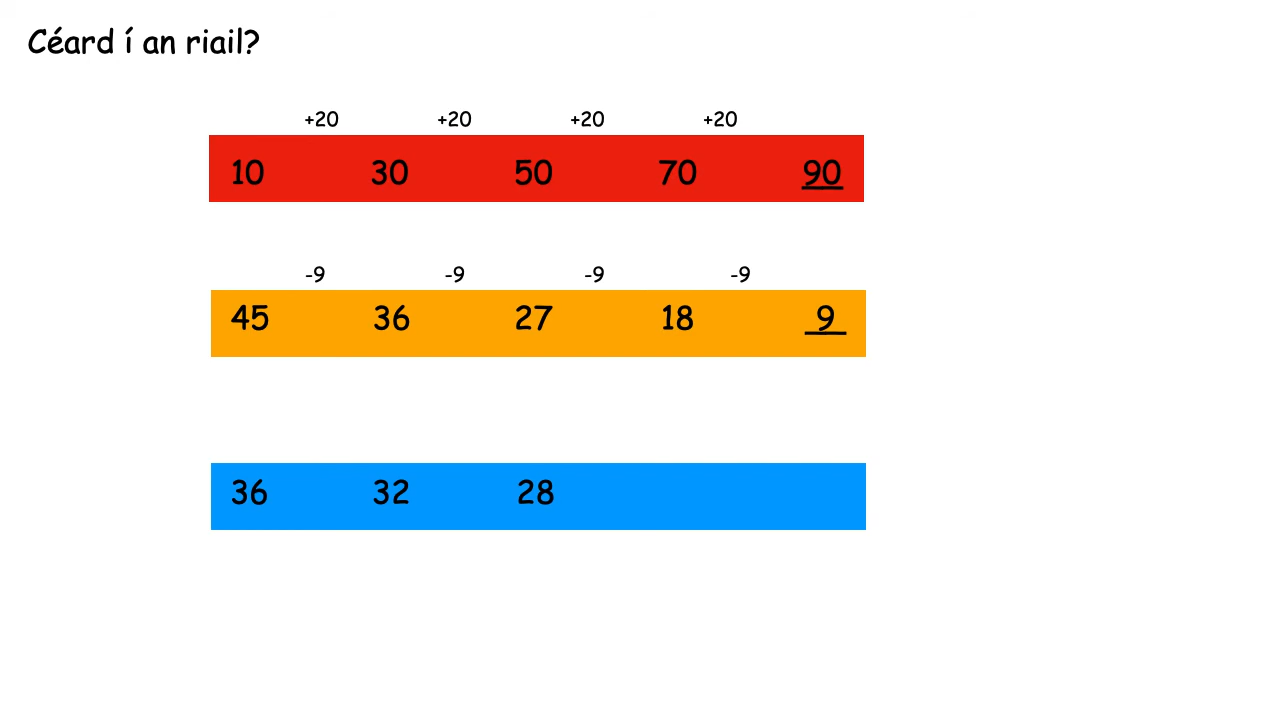 Céard í an riail?
+20 +20 +20 +20
10 30 50 70 90
-9 -9 -9 -9
45 36 27 18 9
36 32 28